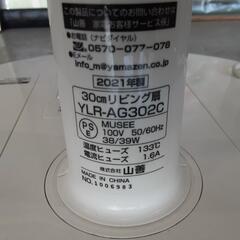 この製品についてのお問い合わせは
「山善 家電お客様サービス係」
お電話(ナビダイヤル)
0570-077-078
info_m@yamazen.co.jp
2021年製
30cmリビング扇
YLR-AG302C
PSE
MUSEE
100V 50/60Hz
38/39W
温度ヒューズ 133℃
電流ヒューズ 1.6A
株式会社 山善
MADE IN CHINA
NO. 1006983